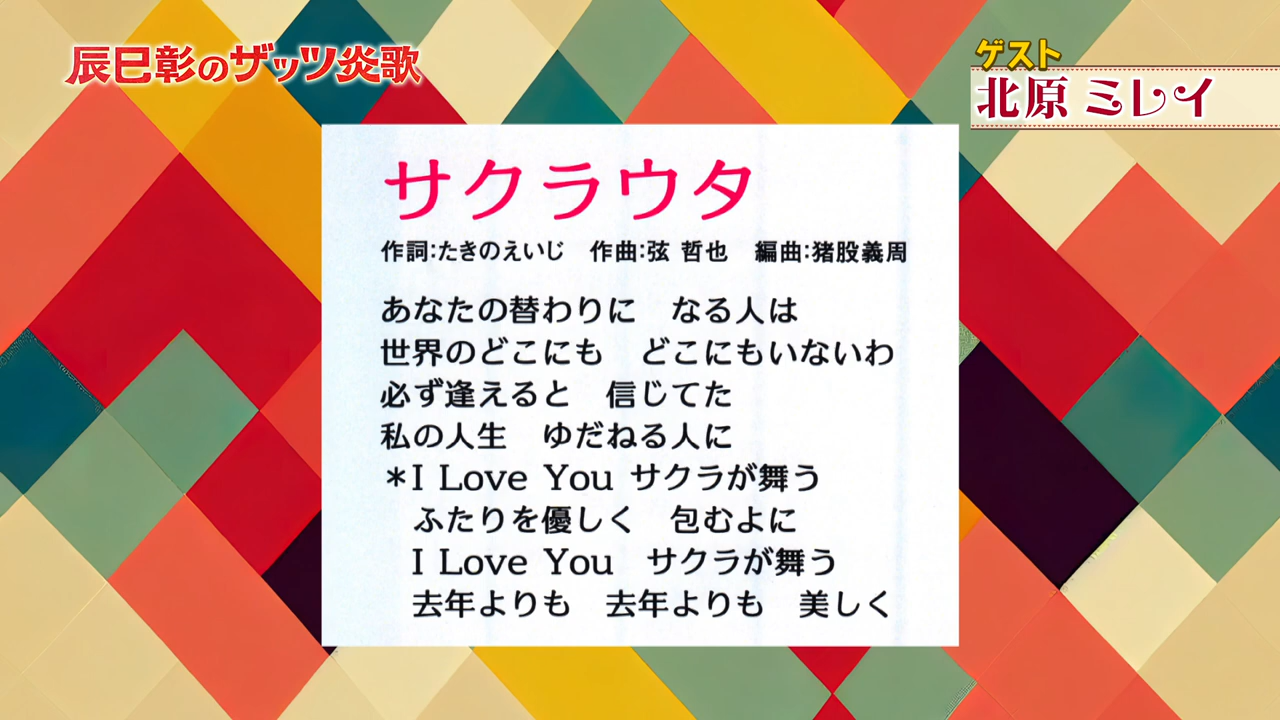 辰巳彰のザッツ炎歌
ゲスト
北原 ミレイ
サクラウタ
作詞:たきのえいじ　作曲:弦 哲也　編曲:猪股義周
あなたの替わりに　なる人は
世界のどこにも　どこにもいないわ
必ず逢えると　信じてた
私の人生　ゆだねる人に
*I Love You サクラが舞う
ふたりを優しく　包むよに
I Love You　サクラが舞う
去年よりも　去年よりも　美しく